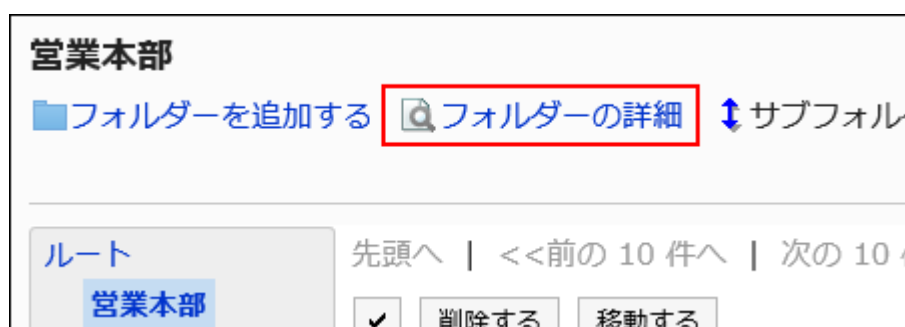 営業本部
フォルダーを追加する フォルダーの詳細 サブフォル
ルート
営業本部
先頭へ | <<前の 10 件へ | 次の 10
削除する 移動する